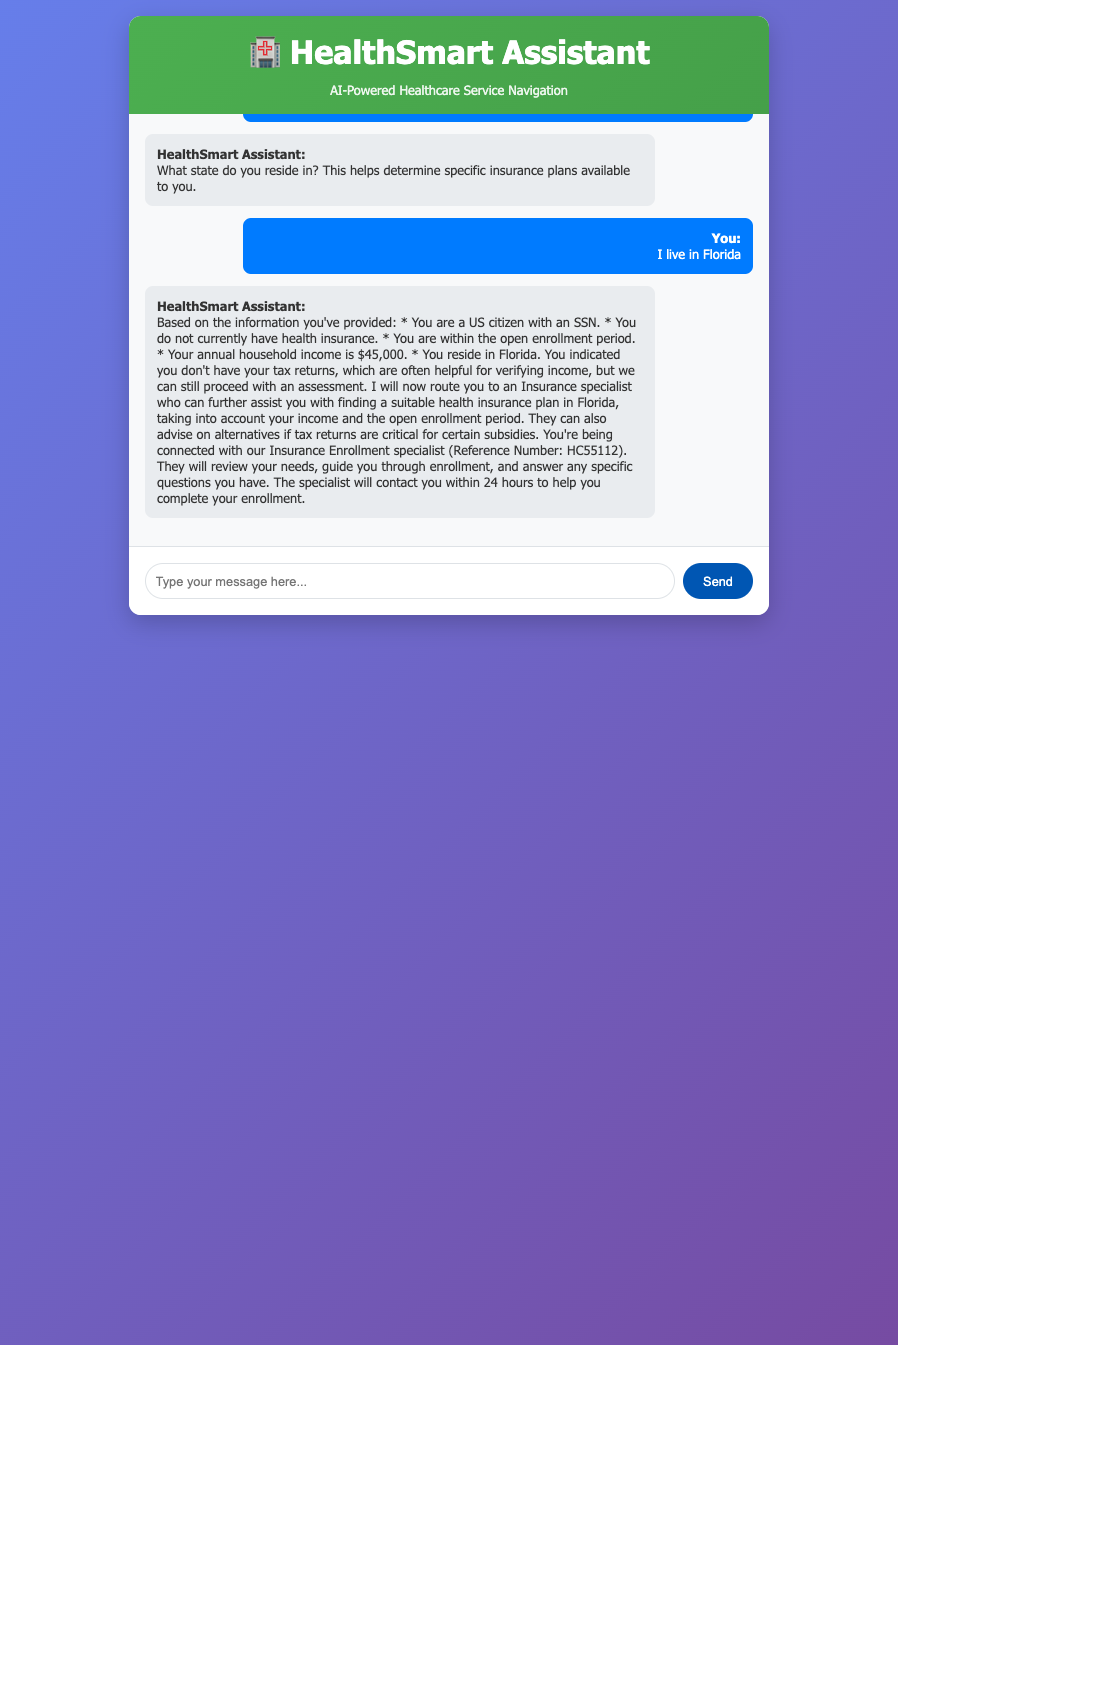 HealthSmart Assistant
AI-Powered Healthcare Service Navigation
HealthSmart Assistant:
What state do you reside in? This helps determine specific insurance plans available
to you.
You:
I live in Florida
HealthSmart Assistant:
Based on the information you've provided: * You are a US citizen with an SSN. * You
do not currently have health insurance. * You are within the open enrollment period.
* Your annual household income is $45,000. * You reside in Florida. You indicated
you don't have your tax returns, which are often helpful for verifying income, but we
can still proceed with an assessment. I will now route you to an Insurance specialist
who can further assist you with finding a suitable health insurance plan in Florida,
taking into account your income and the open enrollment period. They can also
advise on alternatives if tax returns are critical for certain subsidies. You're being
connected with our Insurance Enrollment specialist (Reference Number: HC55112).
They will review your needs, guide you through enrollment, and answer any specific
questions you have. The specialist will contact you within 24 hours to help you
complete your enrollment.
Type your message here...
Send